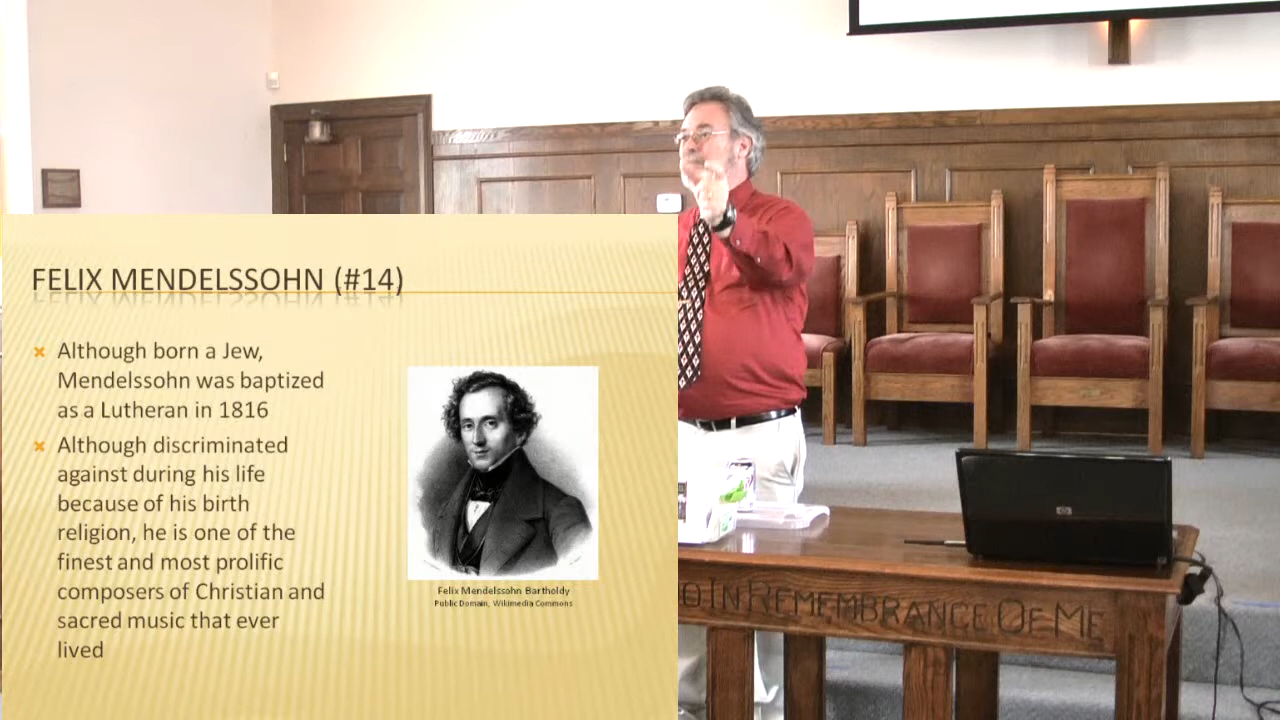 FELIX MENDELSSOHN (#14)
Although born a Jew,
Mendelssohn was baptized
as a Lutheran in 1816
Although discriminated
against during his life
because of his birth
religion, he is one of the
finest and most prolific
composers of Christian and
sacred music that ever
lived
Felix Mendelssohn Bartholdy
Public Domain, Wikimedia Commons
hp
O IN REMEMBRANCE OF ME